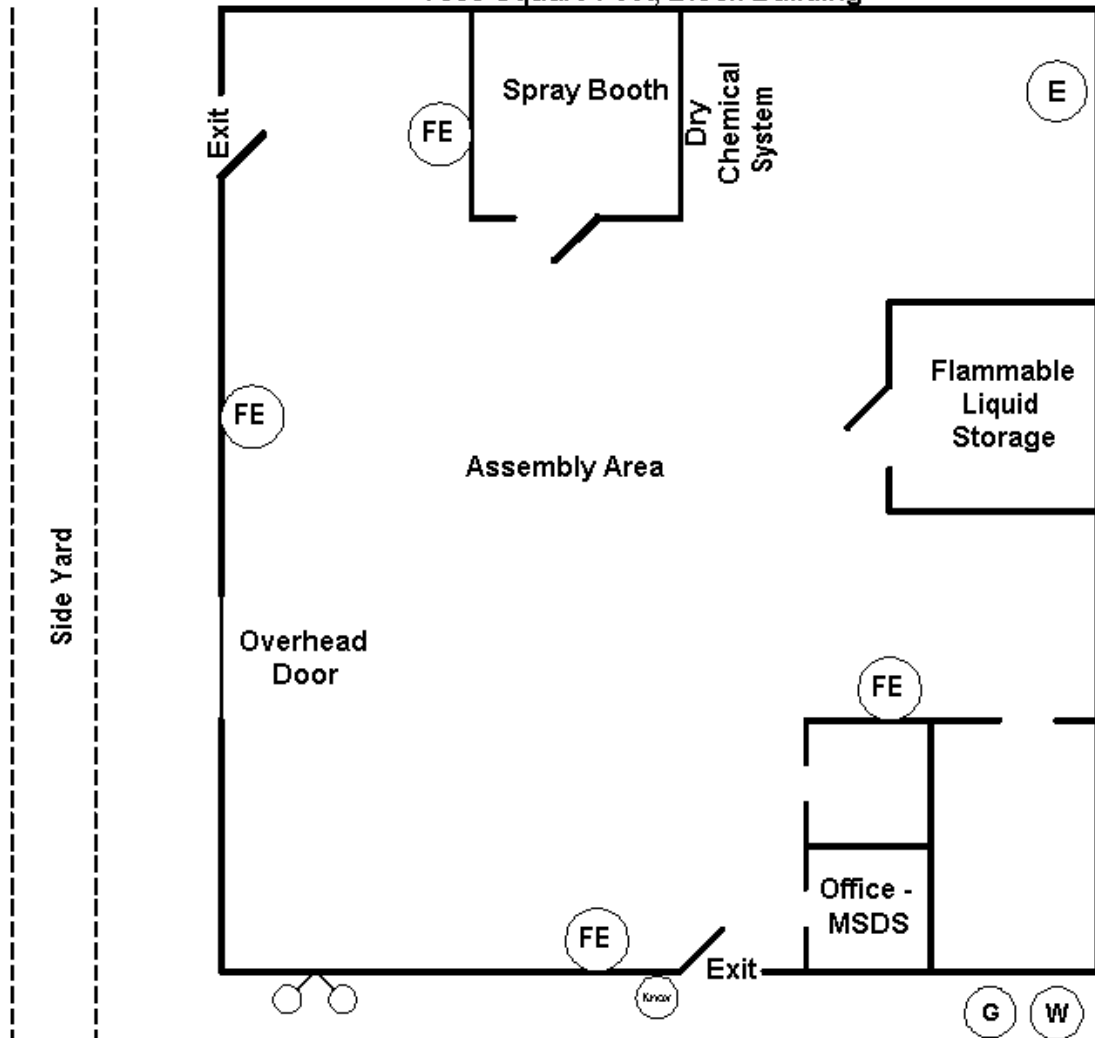 Spray Booth
Dry
Chemical
System
E
FE
Exit
Flammable
Liquid
Storage
FE
Assembly Area
Side Yard
Overhead
Door
FE
Office -
MSDS
FE
Exit
Knox
G
W